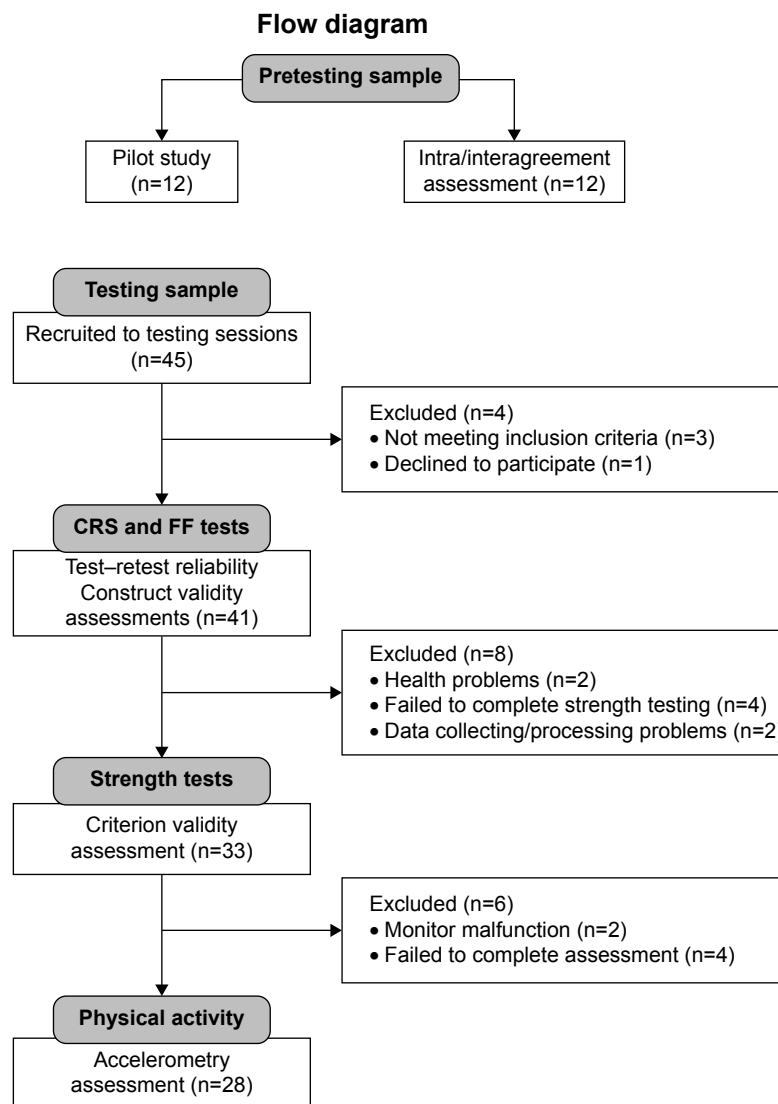 Flow diagram
Pretesting sample
Pilot study
(n=12)
Intra/interagreement
assessment (n=12)
Testing sample
Recruited to testing sessions
(n=45)
Excluded (n=4)
• Not meeting inclusion criteria (n=3)
• Declined to participate (n=1)
CRS and FF tests
Test–retest reliability
Construct validity
assessments (n=41)
Excluded (n=8)
• Health problems (n=2)
• Failed to complete strength testing (n=4)
• Data collecting/processing problems (n=2
Strength tests
Criterion validity
assessment (n=33)
Excluded (n=6)
• Monitor malfunction (n=2)
• Failed to complete assessment (n=4)
Physical activity
Accelerometry
assessment (n=28)